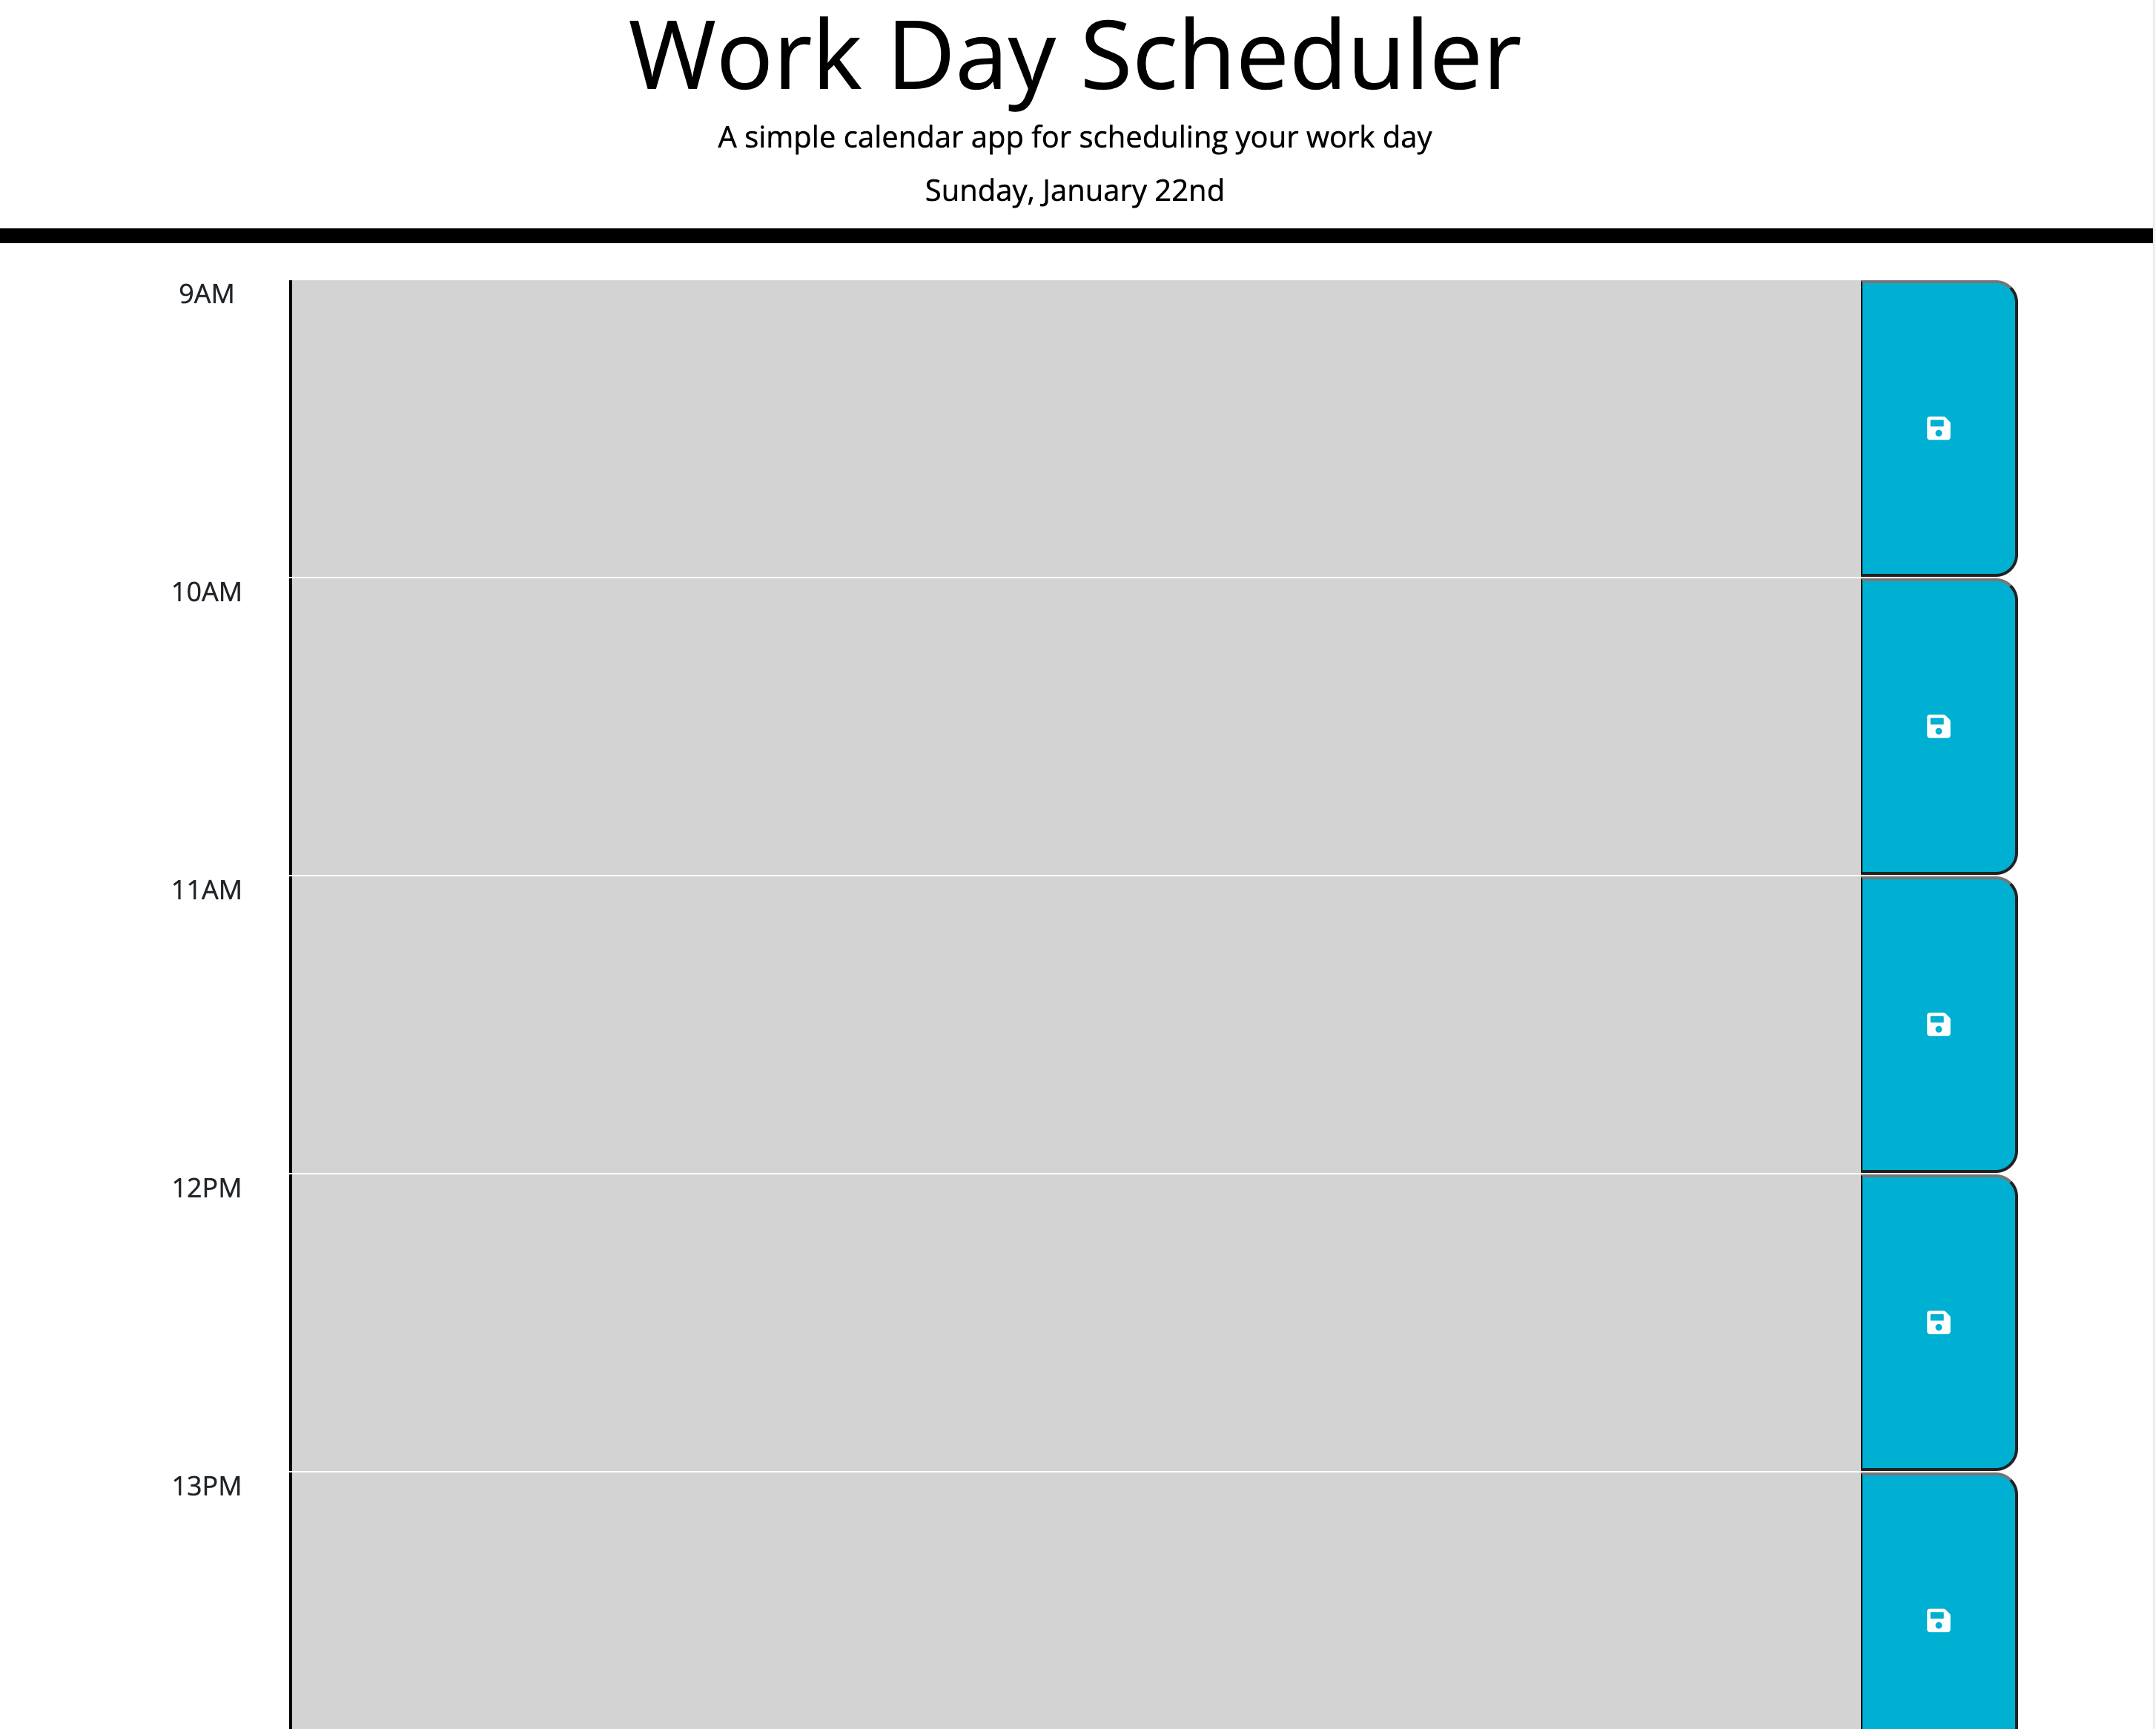 Work Day Scheduler
A simple calendar app for scheduling your work day
Sunday, January 22nd
9AM
10AM
11AM
12PM
13PM